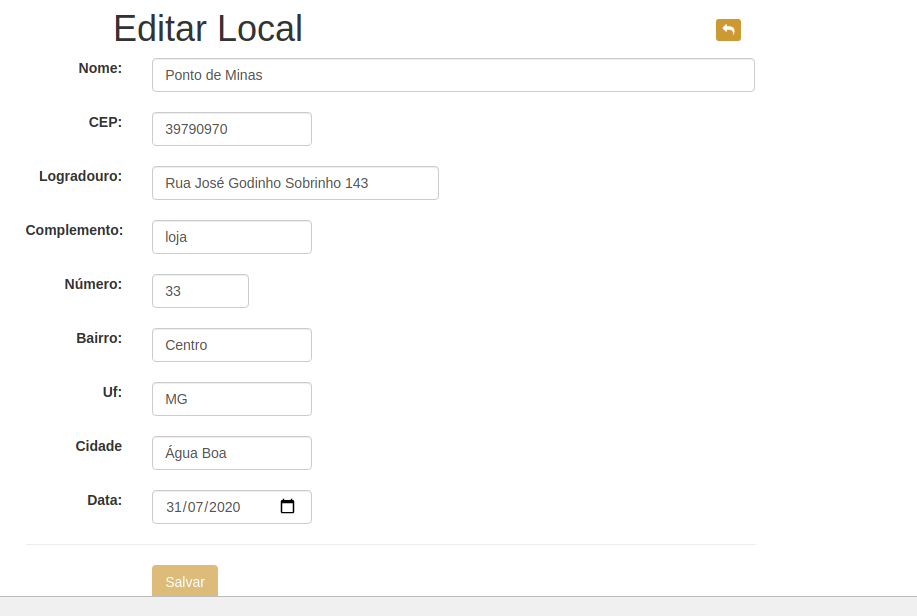 Editar Local
Nome: Ponto de Minas
CEP: 39790970
Logradouro: Rua José Godinho Sobrinho 143
Complemento: loja
Número: 33
Bairro: Centro
Uf: MG
Cidade Água Boa
Data: 31/07/2020
Salvar